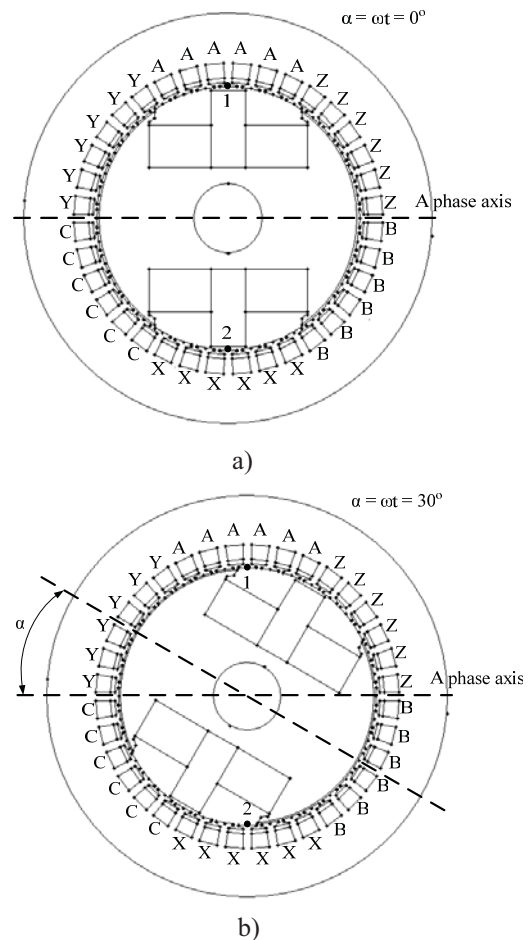 α = ωt = 0°
A A A A A A
Y Z
1
Y Z
Y Z
Y Z
Y Z
Y Z
A phase axis
C B
C B
C B
C B
C B
2
C B
X X X X X X
a)
α = ωt = 30°
A A A A A A
Y Z
1
Y Z
Y Z
α
Y Z
Y Z
Y Z
A phase axis
C B
C B
C B
C B
C B
2
C B
X X X X X X
b)